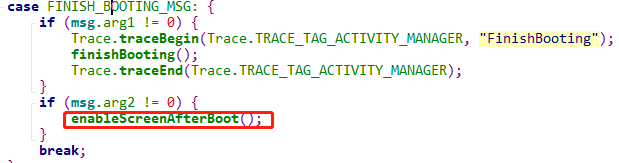 case FINISH_BOOTING_MSG: {
if (msg.arg1 != 0) {
Trace.traceBegin(Trace.TRACE_TAG_ACTIVITY_MANAGER, "FinishBooting");
finishBooting();
Trace.traceEnd(Trace.TRACE_TAG_ACTIVITY_MANAGER);
}
if (msg.arg2 != 0) {
enableScreenAfterBoot();
}
break;